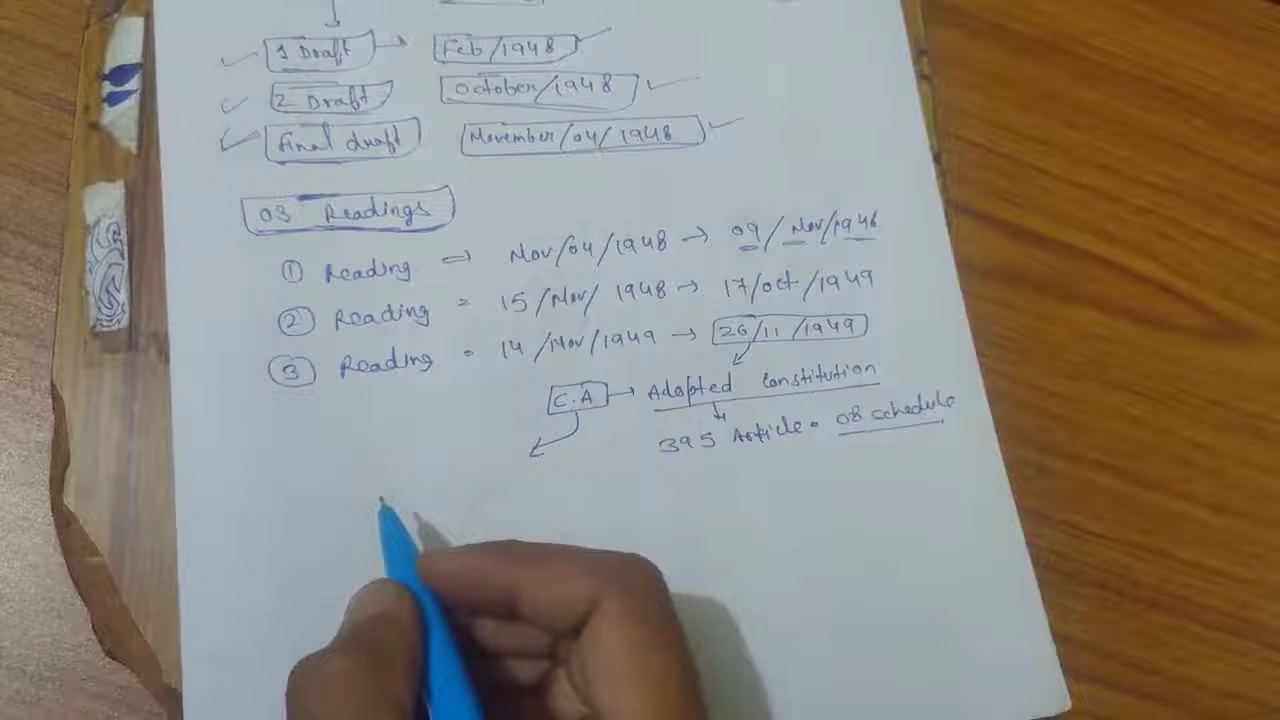 1 Draft → Feb/1948
2 Draft October/1948
Final draft November/04/1948
03 Readings
① Reading ⇒ Nov/04/1948 → 09/Nov/1948
② Reading = 15/Nov/1948 → 17/oct/1949
③ Reading = 14/Nov/1949 → 26/11/1949
C.A → Adopted Constitution
395 Article = 08 schedule